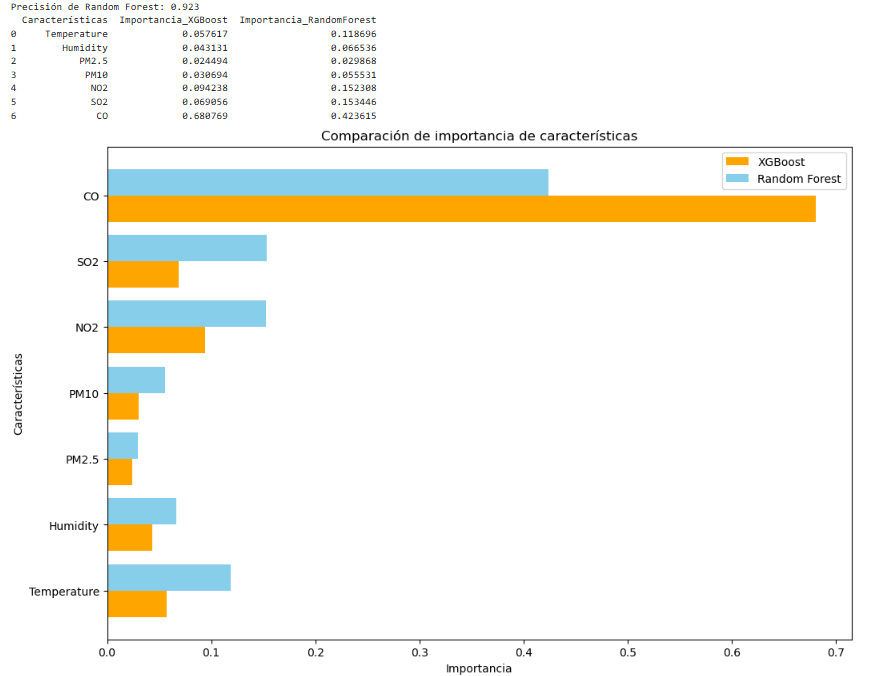 Precisión de Random Forest: 0.923
Características Importancia_XGBoost Importancia_RandomForest
0 Temperature 0.057617 0.118696
1 Humidity 0.043131 0.066536
2 PM2.5 0.024494 0.029868
3 PM10 0.030694 0.055531
4 NO2 0.094238 0.152308
5 SO2 0.069056 0.153446
6 CO 0.680769 0.423615
Comparación de importancia de características
XGBoost
Random Forest
CO
SO2
NO2
PM10
PM2.5
Humidity
Temperature
Características
0.0 0.1 0.2 0.3 0.4 0.5 0.6 0.7
Importancia